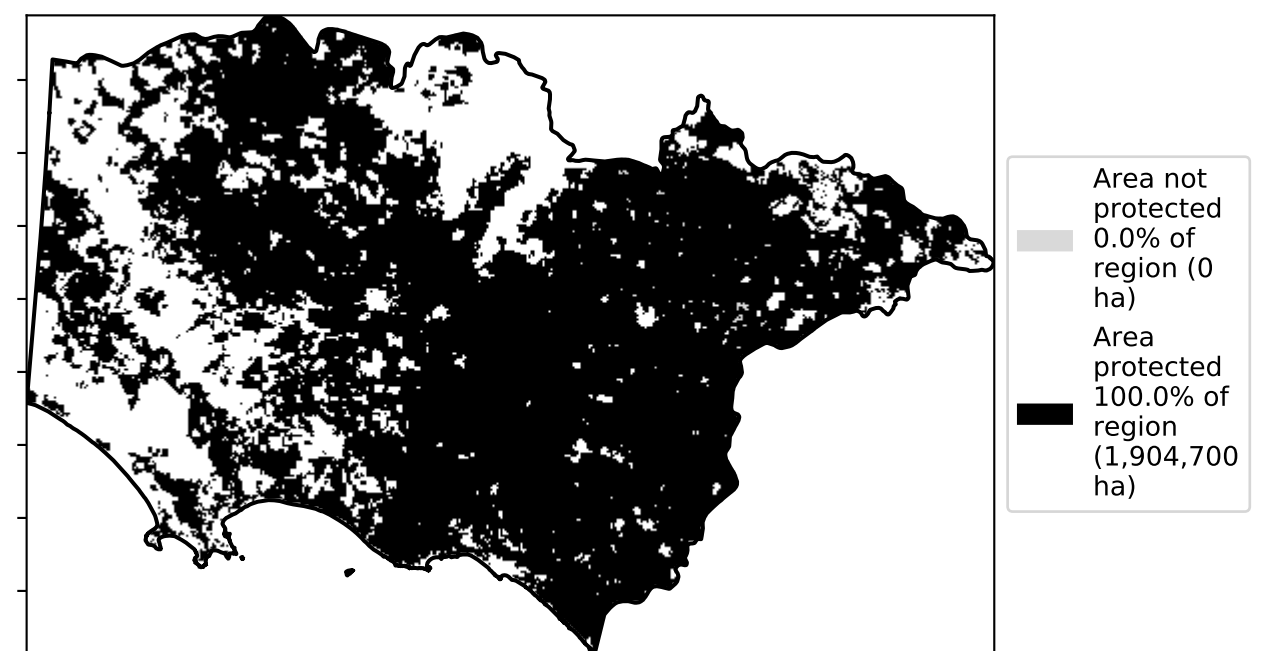 Area not
protected
0.0% of
region (0
ha)
Area
protected
100.0% of
region
(1,904,700
ha)